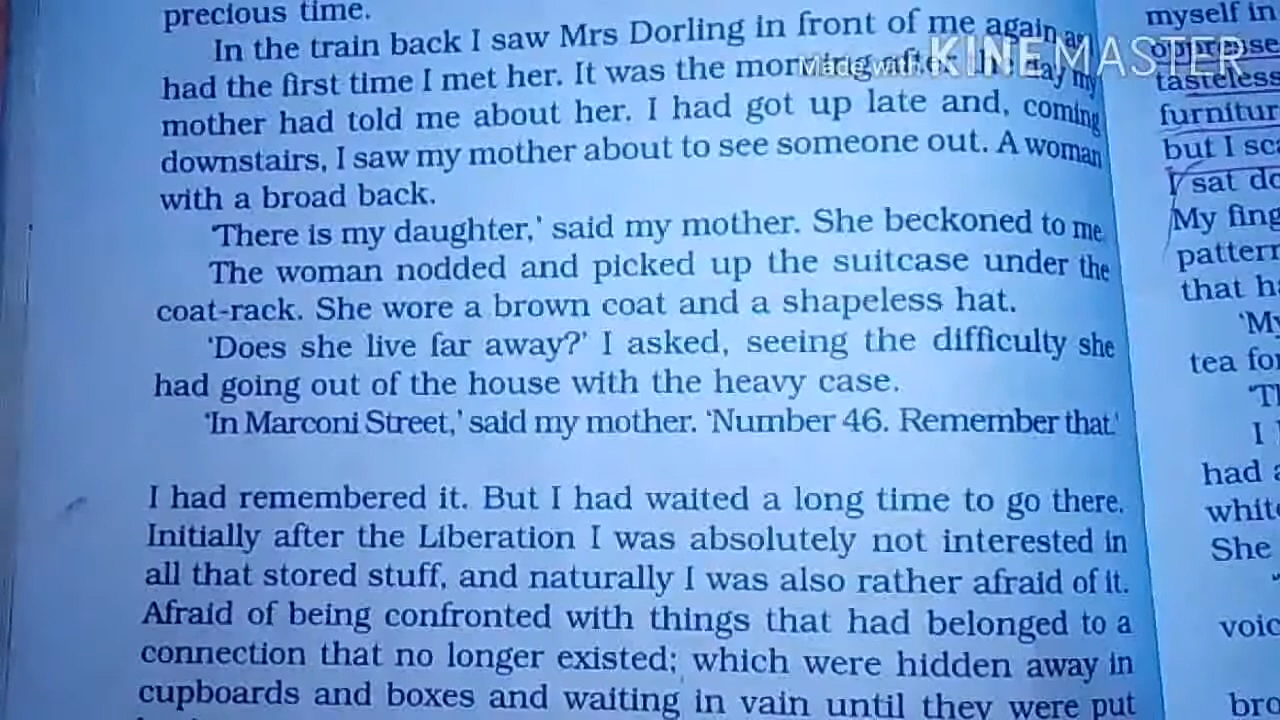 precious time.
In the train back I saw Mrs Dorling in front of me again as I
had the first time I met her. It was the morning after the day my
mother had told me about her. I had got up late and, coming
downstairs, I saw my mother about to see someone out. A woman
with a broad back.
'There is my daughter,' said my mother. She beckoned to me.
The woman nodded and picked up the suitcase under the
coat-rack. She wore a brown coat and a shapeless hat.
'Does she live far away?' I asked, seeing the difficulty she
had going out of the house with the heavy case.
'In Marconi Street,' said my mother. 'Number 46. Remember that.'
I had remembered it. But I had waited a long time to go there.
Initially after the Liberation I was absolutely not interested in
all that stored stuff, and naturally I was also rather afraid of it.
Afraid of being confronted with things that had belonged to a
connection that no longer existed; which were hidden away in
cupboards and boxes and waiting in vain until they were put
Made with KINEMASTER
myself in
oppresse
tasteless
furnitur
but I sca
I sat do
My fing
pattern
that ha
'My
tea for
'Th
I
had a
white
She
voic
bro